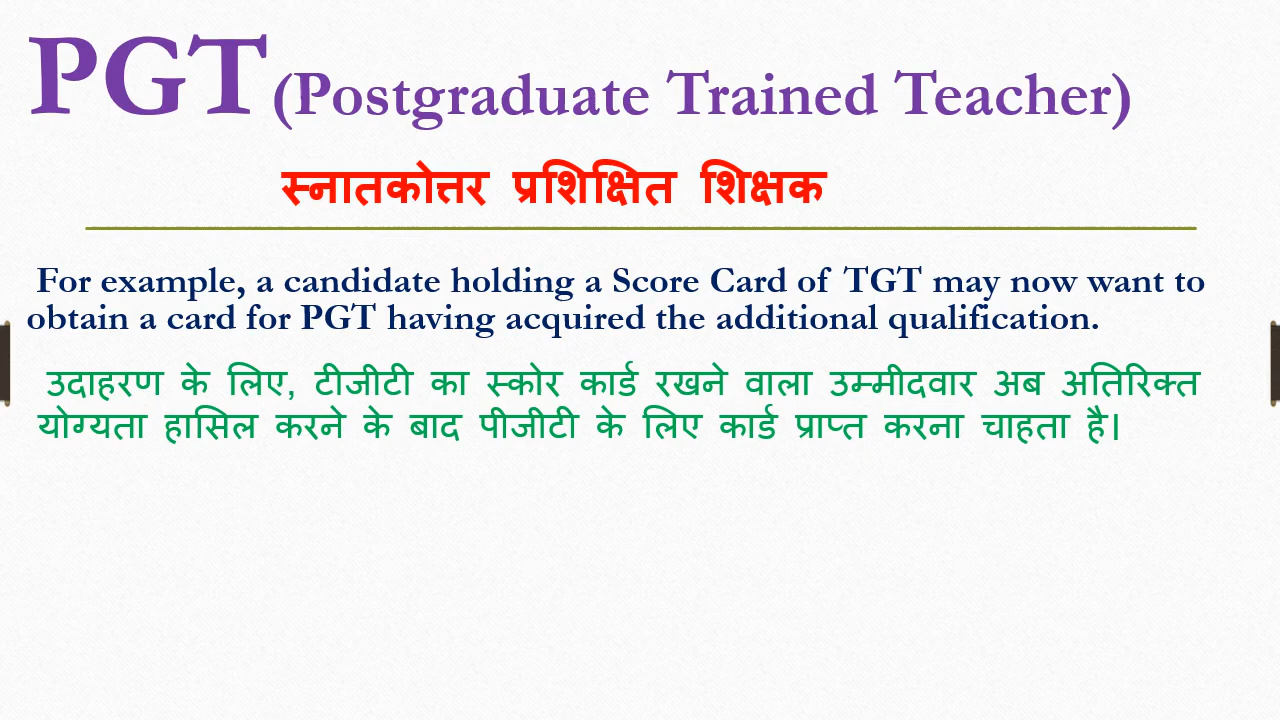 PGT (Postgraduate Trained Teacher)
स्नातकोत्तर प्रशिक्षित शिक्षक
For example, a candidate holding a Score Card of TGT may now want to
obtain a card for PGT having acquired the additional qualification.
उदाहरण के लिए, टीजीटी का स्कोर कार्ड रखने वाला उम्मीदवार अब अतिरिक्त
योग्यता हासिल करने के बाद पीजीटी के लिए कार्ड प्राप्त करना चाहता है।